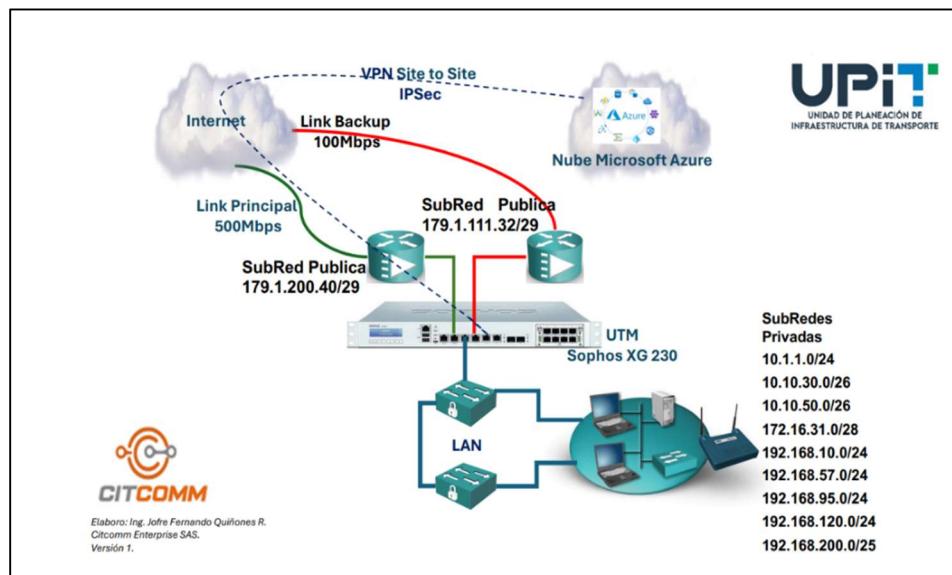 VPN Site to Site
IPSec
Internet
Link Backup
100Mbps
Azure
Nube Microsoft Azure
UPiT
UNIDAD DE PLANEACIÓN DE
INFRAESTRUCTURA DE TRANSPORTE
Link Principal
500Mbps
SubRed Publica
179.1.111.32/29
SubRed Publica
179.1.200.40/29
UTM
Sophos XG 230
LAN
SubRedes
Privadas
10.1.1.0/24
10.10.30.0/26
10.10.50.0/26
172.16.31.0/28
192.168.10.0/24
192.168.57.0/24
192.168.95.0/24
192.168.120.0/24
192.168.200.0/25
CITCOMM
Elaboro: Ing. Jofre Fernando Quiñones R.
Citcomm Enterprise SAS.
Versión 1.